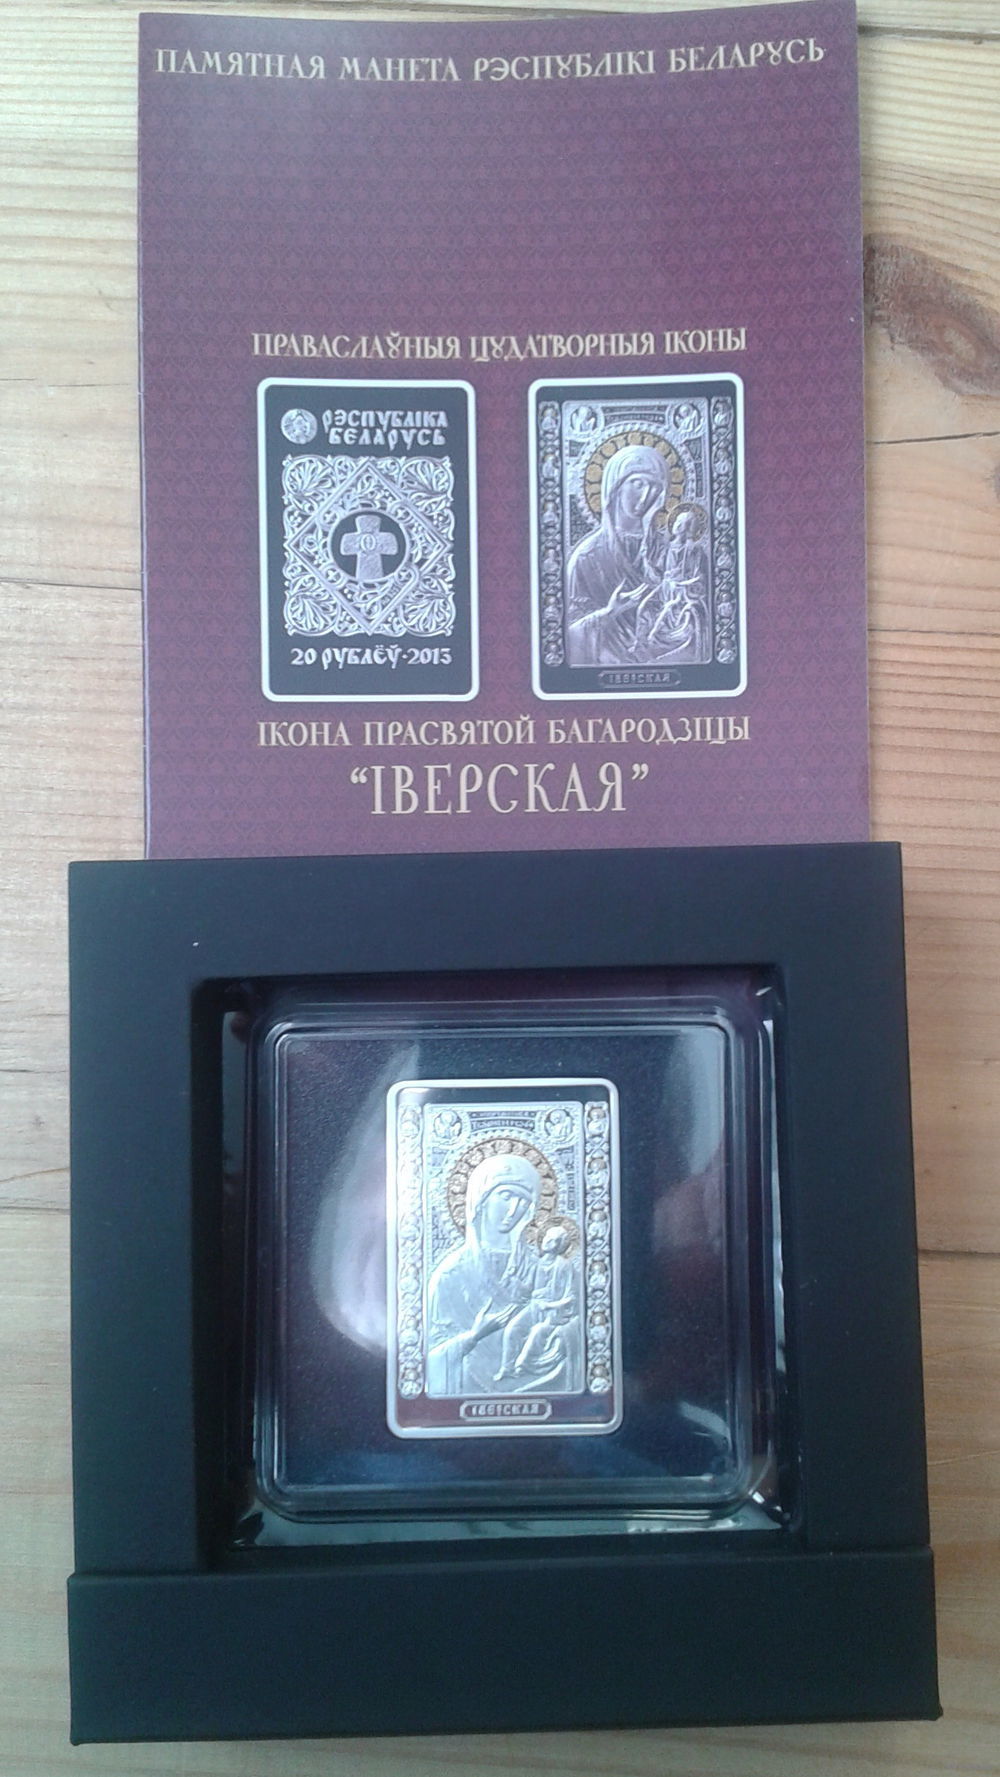 ПАМЯТНАЯ МАНЕТА РЭСПУБЛІКІ БЕЛАРУСЬ
ПРАВАСЛАЎНЫЯ ЦУДАТВОРНЫЯ ІКОНЫ
РЭСПУБЛІКА
БЕЛАРУСЬ
20 РУБЛЁЎ·2013
ІВЕРСКАЯ
ІКОНА ПРАСВЯТОЙ БАГАРОДЗІЦЫ
“ІВЕРСКАЯ”
ІВЕРСКАЯ